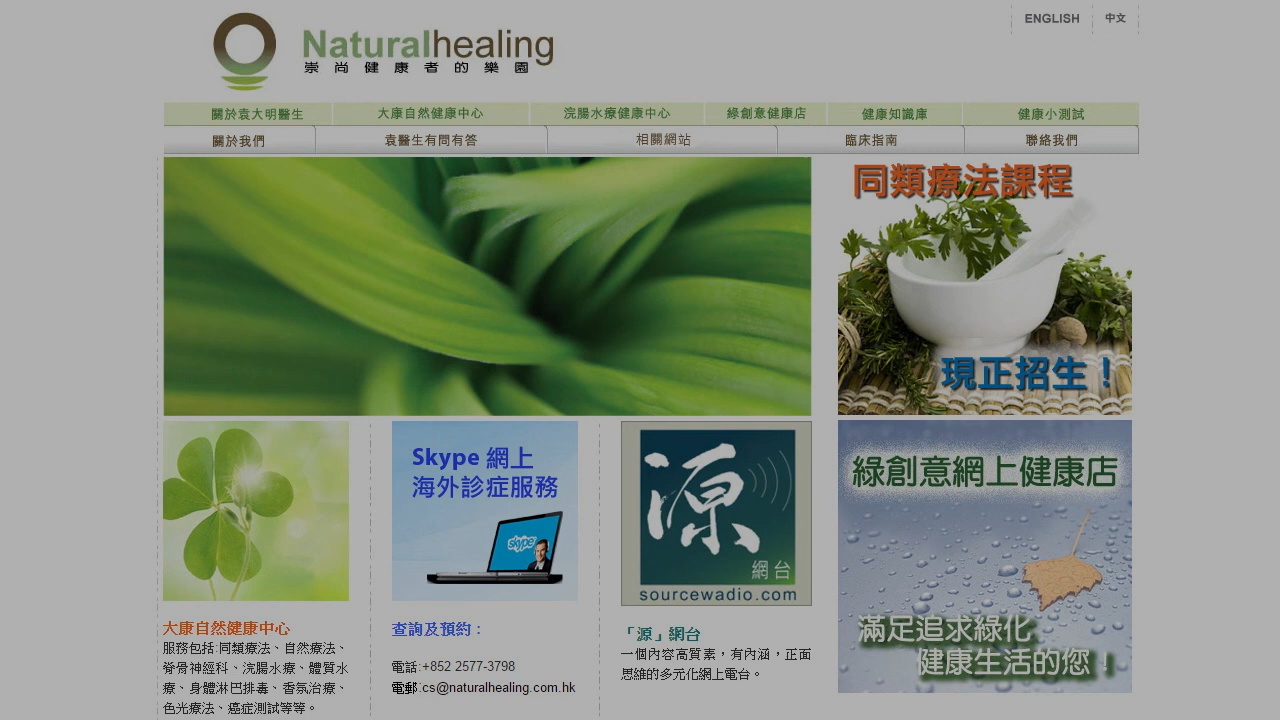 ENGLISH 中文
Naturalhealing
崇尚健康者的樂園
關於袁大明醫生 大康自然健康中心 浣腸水療健康中心 綠創意健康店 健康知識庫 健康小測試
關於我們 袁醫生有問有答 相關網站 臨床指南 聯絡我們
同類療法課程
現正招生！
Skype 網上
海外診症服務
skype
源
網台
sourcewadio.com
綠創意網上健康店
滿足追求綠化
健康生活的您！
大康自然健康中心
服務包括:同類療法、自然療法、
脊骨神經科、浣腸水療、體重水
療、身體淋巴排毒、香薰治療、
色光療法、癌症測試等等。
查詢及預約：
電話:+852 2577-3798
電郵:cs@naturalhealing.com.hk
「源」網台
一個內容高質素，有內涵，正面
思維的多元化網上電台。